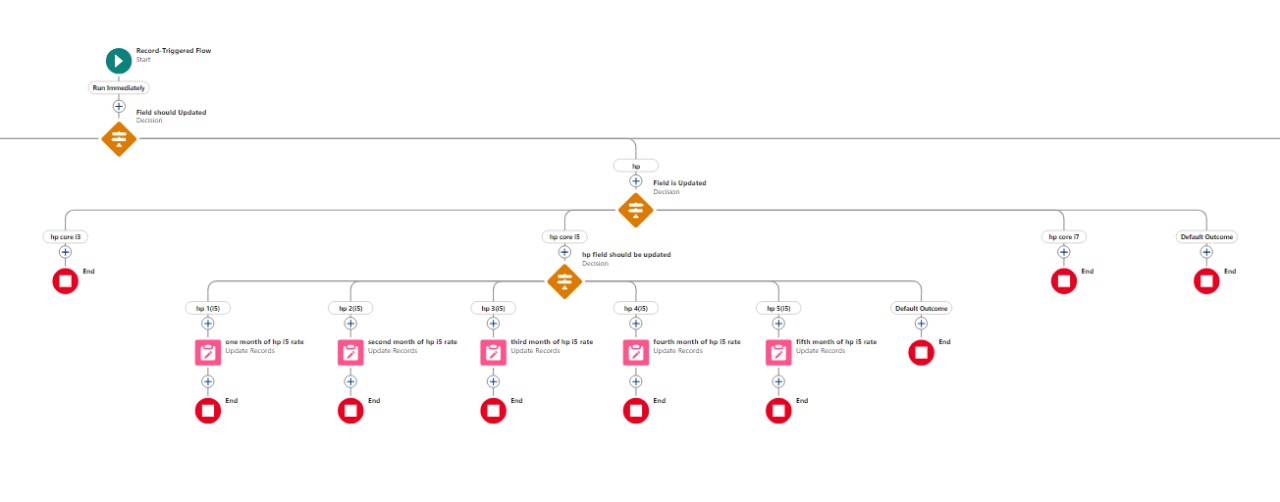 Record-Triggered Flow
Start
Run Immediately
Field should Updated
Decision
hp
Field is Updated
Decision
hp core i3
hp core i5
hp core i7
Default Outcome
hp field should be updated
Decision
End
End
End
hp 1(i5)
hp 2(i5)
hp 3(i5)
hp 4(i5)
hp 5(i5)
Default Outcome
one month of hp i5 rate
Update Records
second month of hp i5 rate
Update Records
third month of hp i5 rate
Update Records
fourth month of hp i5 rate
Update Records
fifth month of hp i5 rate
Update Records
End
End
End
End
End
End